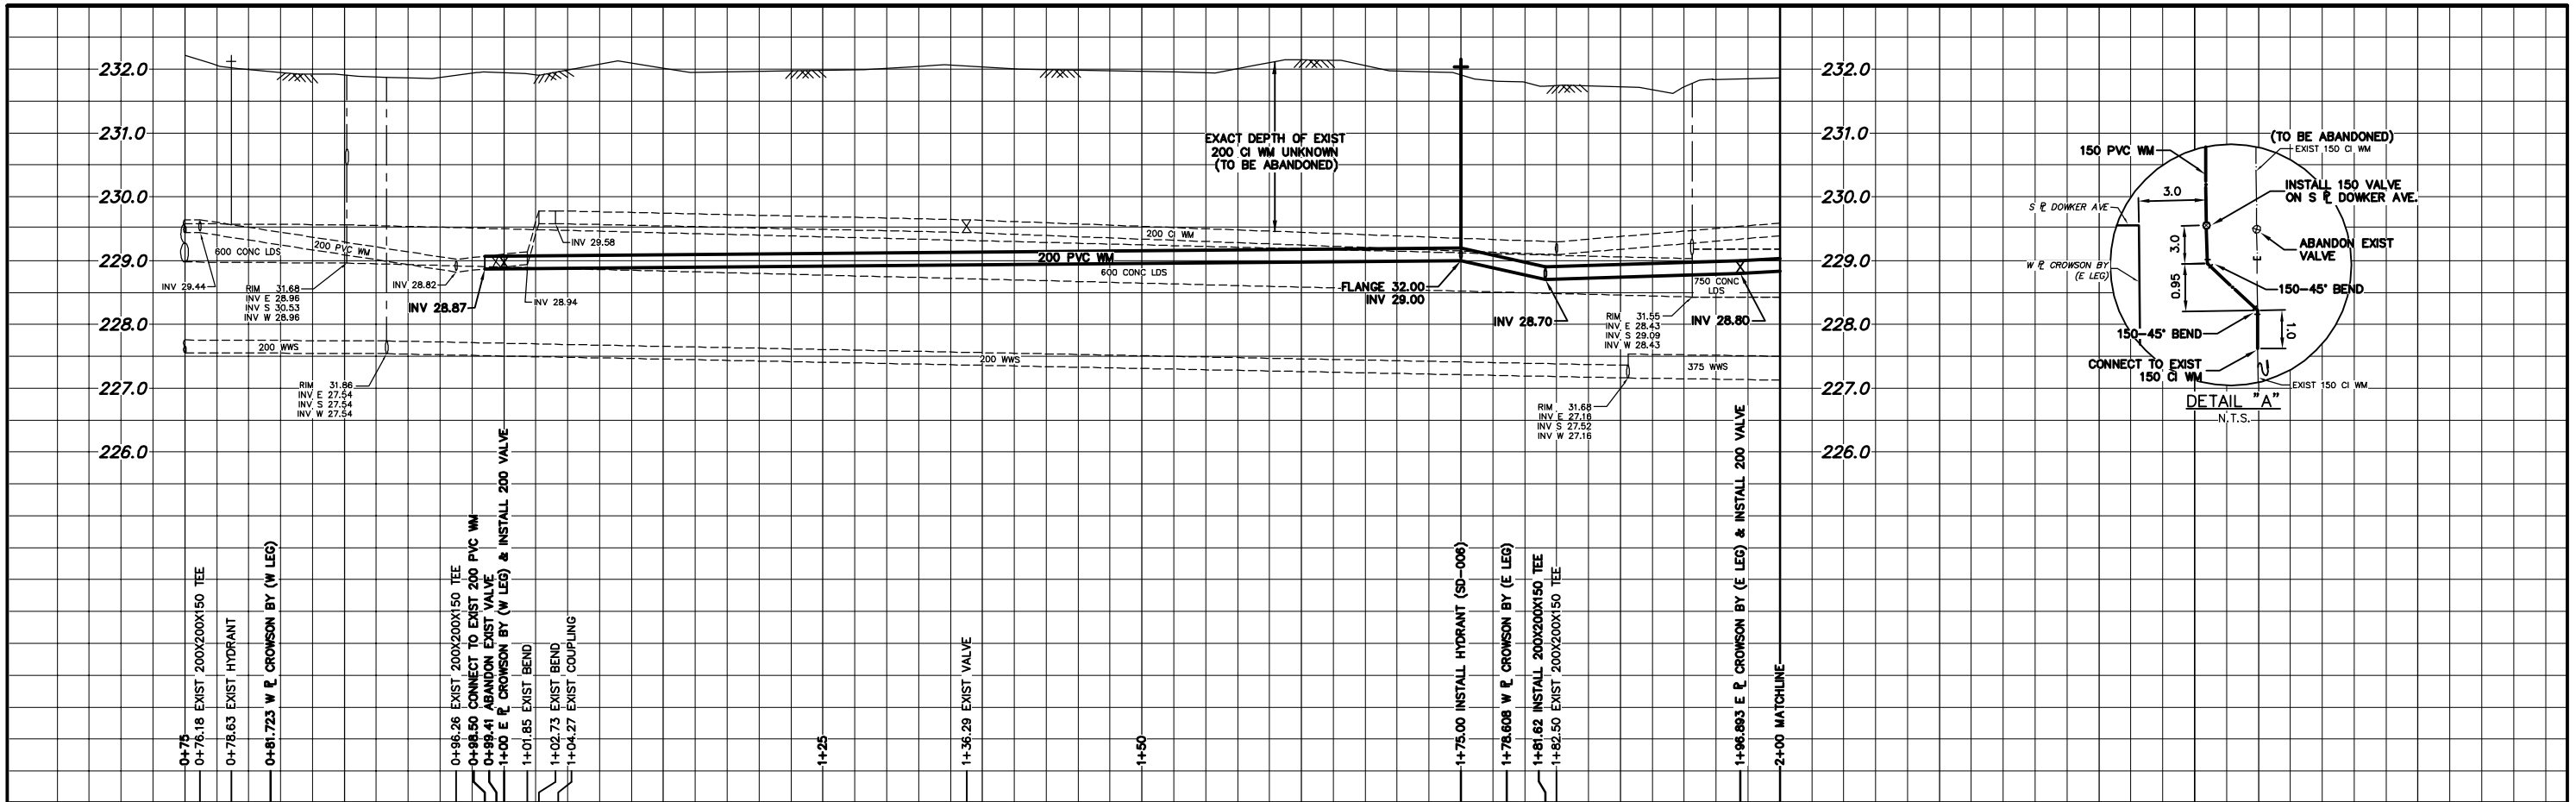 232.0
231.0
230.0
229.0
228.0
227.0
226.0
EXACT DEPTH OF EXIST
200 CI WM UNKNOWN
(TO BE ABANDONED)
600 CONC LDS
200 PVC WM
INV 29.44
RIM 31.68
INV E 28.96
INV S 30.53
INV W 28.96
INV 28.82
INV 28.87
INV 28.94
INV 29.58
200 CI WM
200 PVC WM
600 CONC LDS
FLANGE 32.00
INV 29.00
INV 28.70
RIM 31.55
INV E 28.43
INV S 29.09
INV W 28.43
750 CONC
LDS
INV 28.80
200 WWS
RIM 31.86
INV E 27.54
INV S 27.54
INV W 27.54
200 WWS
375 WWS
RIM 31.68
INV E 27.16
INV S 27.52
INV W 27.16
0+75
0+76.18 EXIST 200X200X150 TEE
0+78.63 EXIST HYDRANT
0+81.723 W PL CROWSON BY (W LEG)
0+96.26 EXIST 200X200X150 TEE
0+98.50 CONNECT TO EXIST 200 PVC WM
0+99.41 ABANDON EXIST VALVE
1+00 E PL CROWSON BY (W LEG) & INSTALL 200 VALVE
1+01.85 EXIST BEND
1+02.73 EXIST BEND
1+04.27 EXIST COUPLING
1+25
1+36.29 EXIST VALVE
1+50
1+75.00 INSTALL HYDRANT (SD-006)
1+78.608 W PL CROWSON BY (E LEG)
1+81.62 INSTALL 200X200X150 TEE
1+82.50 EXIST 200X200X150 TEE
1+96.893 E PL CROWSON BY (E LEG) & INSTALL 200 VALVE
2+00 MATCHLINE
232.0
231.0
230.0
229.0
228.0
227.0
226.0
(TO BE ABANDONED)
EXIST 150 CI WM
150 PVC WM
INSTALL 150 VALVE
ON S PL DOWKER AVE.
3.0
S PL DOWKER AVE
3.0
ABANDON EXIST
VALVE
W PL CROWSON BY
(E LEG)
E
0.95
150-45° BEND
150-45° BEND
1.0
CONNECT TO EXIST
150 CI WM
EXIST 150 CI WM
DETAIL "A"
N.T.S.